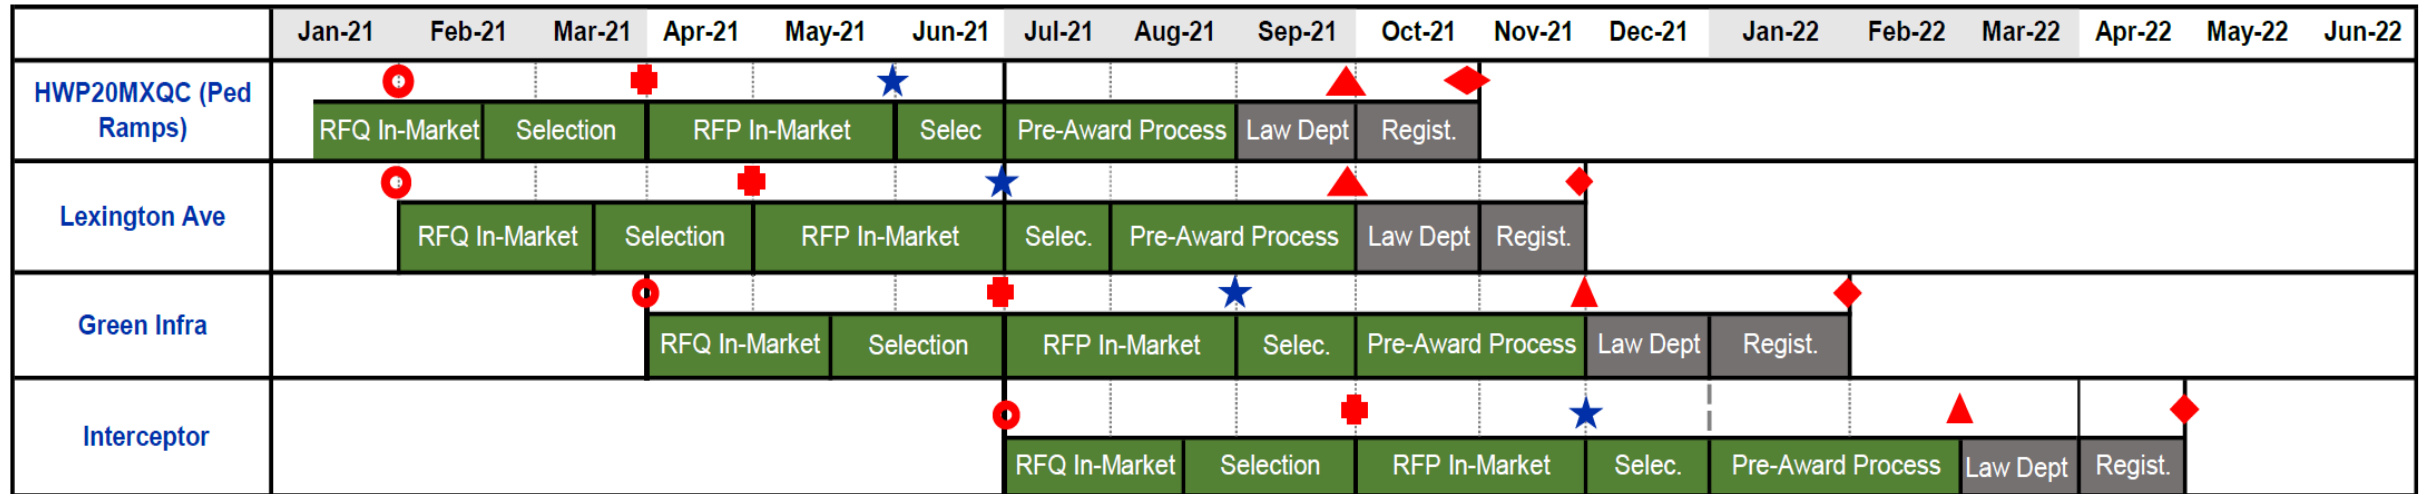 Jan-21 Feb-21 Mar-21 Apr-21 May-21 Jun-21 Jul-21 Aug-21 Sep-21 Oct-21 Nov-21 Dec-21 Jan-22 Feb-22 Mar-22 Apr-22 May-22 Jun-22
HWP20MXQC (Ped
Ramps)
RFQ In-Market Selection RFP In-Market Selec Pre-Award Process Law Dept Regist.
Lexington Ave
RFQ In-Market Selection RFP In-Market Selec. Pre-Award Process Law Dept Regist.
Green Infra
RFQ In-Market Selection RFP In-Market Selec. Pre-Award Process Law Dept Regist.
Interceptor
RFQ In-Market Selection RFP In-Market Selec. Pre-Award Process Law Dept Regist.